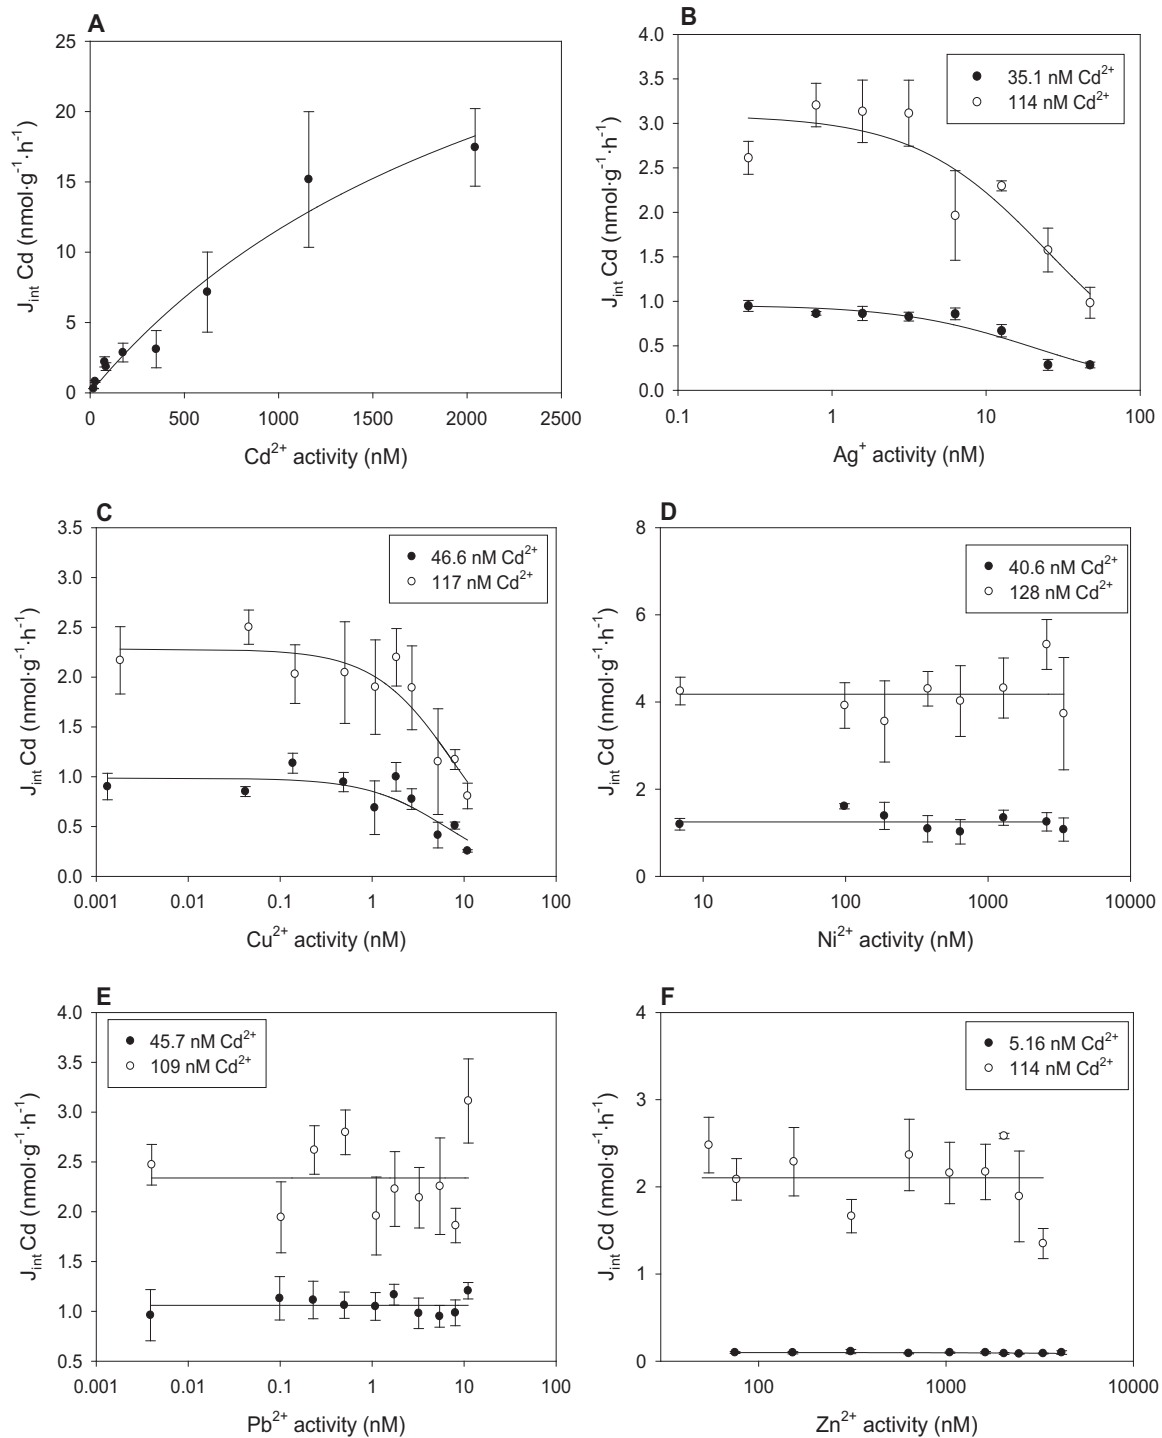 A
25
20
15
10
5
0
0 500 1000 1500 2000 2500
J_int Cd (nmol·g⁻¹·h⁻¹)
Cd²⁺ activity (nM)
B
4.0
3.5
3.0
2.5
2.0
1.5
1.0
0.5
0.0
0.1 1 10 100
J_int Cd (nmol·g⁻¹·h⁻¹)
Ag⁺ activity (nM)
35.1 nM Cd²⁺
114 nM Cd²⁺
C
3.5
3.0
2.5
2.0
1.5
1.0
0.5
0.0
0.001 0.01 0.1 1 10 100
J_int Cd (nmol·g⁻¹·h⁻¹)
Cu²⁺ activity (nM)
46.6 nM Cd²⁺
117 nM Cd²⁺
D
8
6
4
2
0
10 100 1000 10000
J_int Cd (nmol·g⁻¹·h⁻¹)
Ni²⁺ activity (nM)
40.6 nM Cd²⁺
128 nM Cd²⁺
E
4.0
3.5
3.0
2.5
2.0
1.5
1.0
0.5
0.001 0.01 0.1 1 10 100
J_int Cd (nmol·g⁻¹·h⁻¹)
Pb²⁺ activity (nM)
45.7 nM Cd²⁺
109 nM Cd²⁺
F
4
3
2
1
0
100 1000 10000
J_int Cd (nmol·g⁻¹·h⁻¹)
Zn²⁺ activity (nM)
5.16 nM Cd²⁺
114 nM Cd²⁺